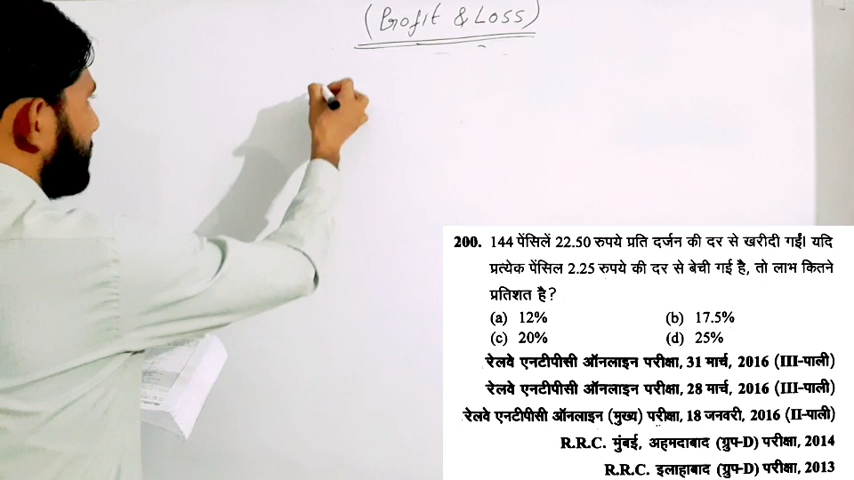 (Profit & Loss)
200. 144 पेंसिलें 22.50 रुपये प्रति दर्जन की दर से खरीदी गईं। यदि
प्रत्येक पेंसिल 2.25 रुपये की दर से बेची गई है, तो लाभ कितने
प्रतिशत है?
(a) 12% (b) 17.5%
(c) 20% (d) 25%
रेलवे एनटीपीसी ऑनलाइन परीक्षा, 31 मार्च, 2016 (III-पाली)
रेलवे एनटीपीसी ऑनलाइन परीक्षा, 28 मार्च, 2016 (III-पाली)
रेलवे एनटीपीसी ऑनलाइन (मुख्य) परीक्षा, 18 जनवरी, 2016 (II-पाली)
R.R.C. मुंबई, अहमदाबाद (ग्रुप-D) परीक्षा, 2014
R.R.C. इलाहाबाद (ग्रुप-D) परीक्षा, 2013